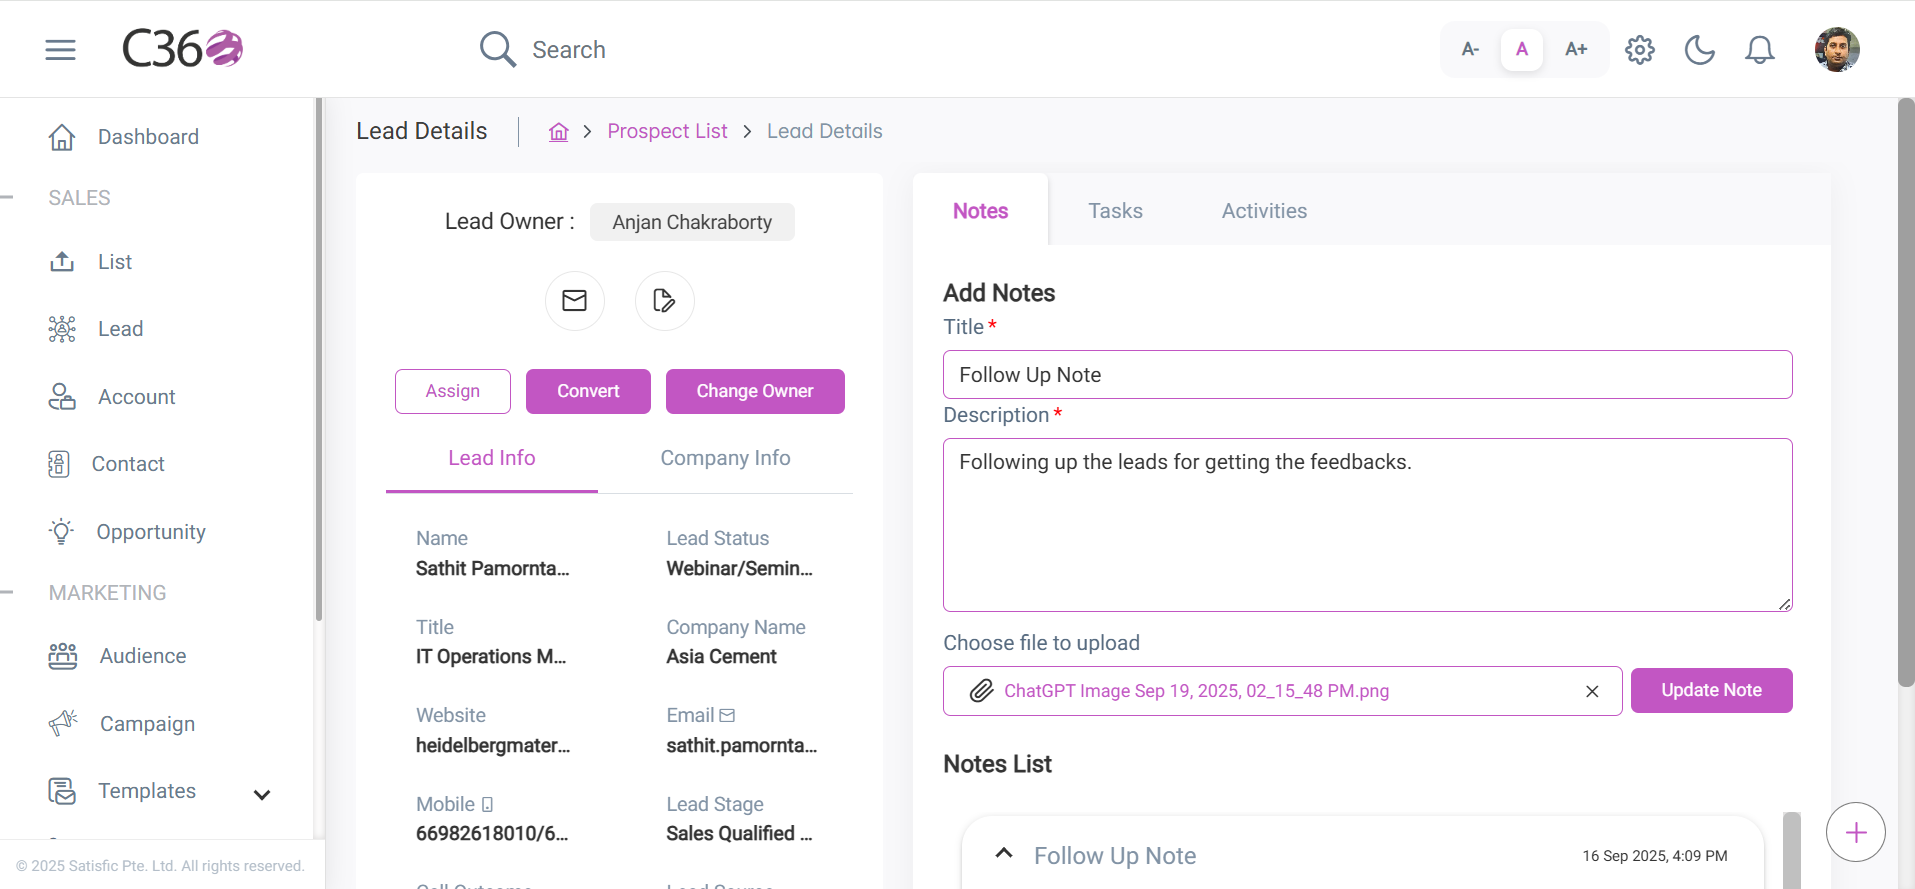 C360
Search
A-
A
A+
Dashboard
SALES
List
Lead
Account
Contact
Opportunity
MARKETING
Audience
Campaign
Templates
© 2025 Satisfic Pte. Ltd. All rights reserved.
Lead Details
Prospect List
Lead Details
Lead Owner :
Anjan Chakraborty
Assign
Convert
Change Owner
Lead Info
Company Info
Name
Sathit Pamornta...
Lead Status
Webinar/Semin...
Title
IT Operations M...
Company Name
Asia Cement
Website
heidelbergmater...
Email
sathit.pamornta...
Mobile
66982618010/6...
Lead Stage
Sales Qualified ...
Notes
Tasks
Activities
Add Notes
Title *
Follow Up Note
Description *
Following up the leads for getting the feedbacks.
Choose file to upload
ChatGPT Image Sep 19, 2025, 02_15_48 PM.png
Update Note
Notes List
Follow Up Note
16 Sep 2025, 4:09 PM